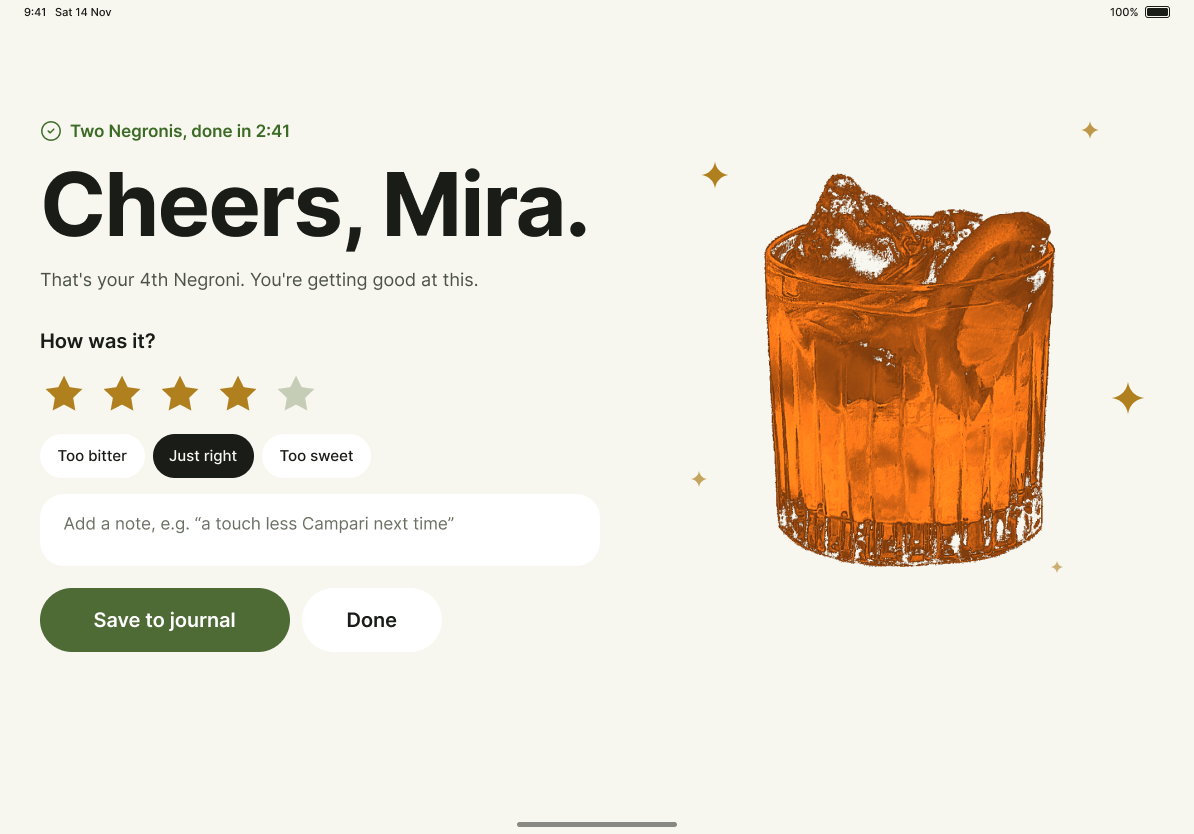 9:41 Sat 14 Nov
100%
Two Negronis, done in 2:41
Cheers, Mira.
That's your 4th Negroni. You're getting good at this.
How was it?
Too bitter
Just right
Too sweet
Add a note, e.g. “a touch less Campari next time”
Save to journal
Done